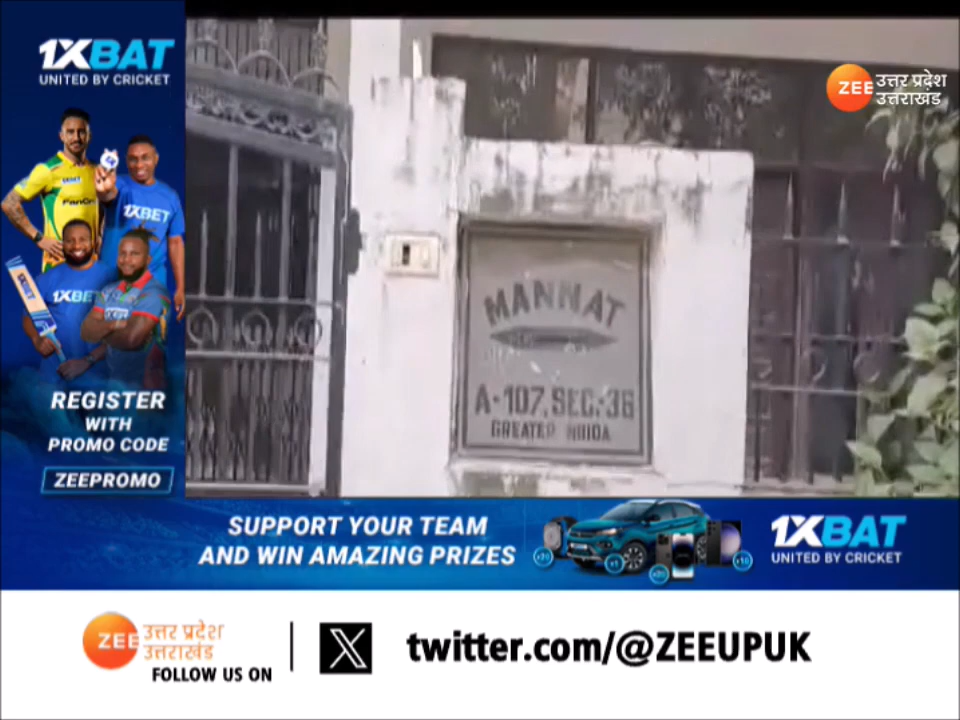 1XBAT
UNITED BY CRICKET
1XBET
1XBET
REGISTER
WITH
PROMO CODE
ZEEPROMO
ZEE उत्तर प्रदेश
उत्तराखंड
MANNAT
A-107, SEC.-36
GREATER NOIDA
SUPPORT YOUR TEAM
AND WIN AMAZING PRIZES
1XBAT
UNITED BY CRICKET
ZEE उत्तर प्रदेश
उत्तराखंड
FOLLOW US ON
X
twitter.com/@ZEEUPUK